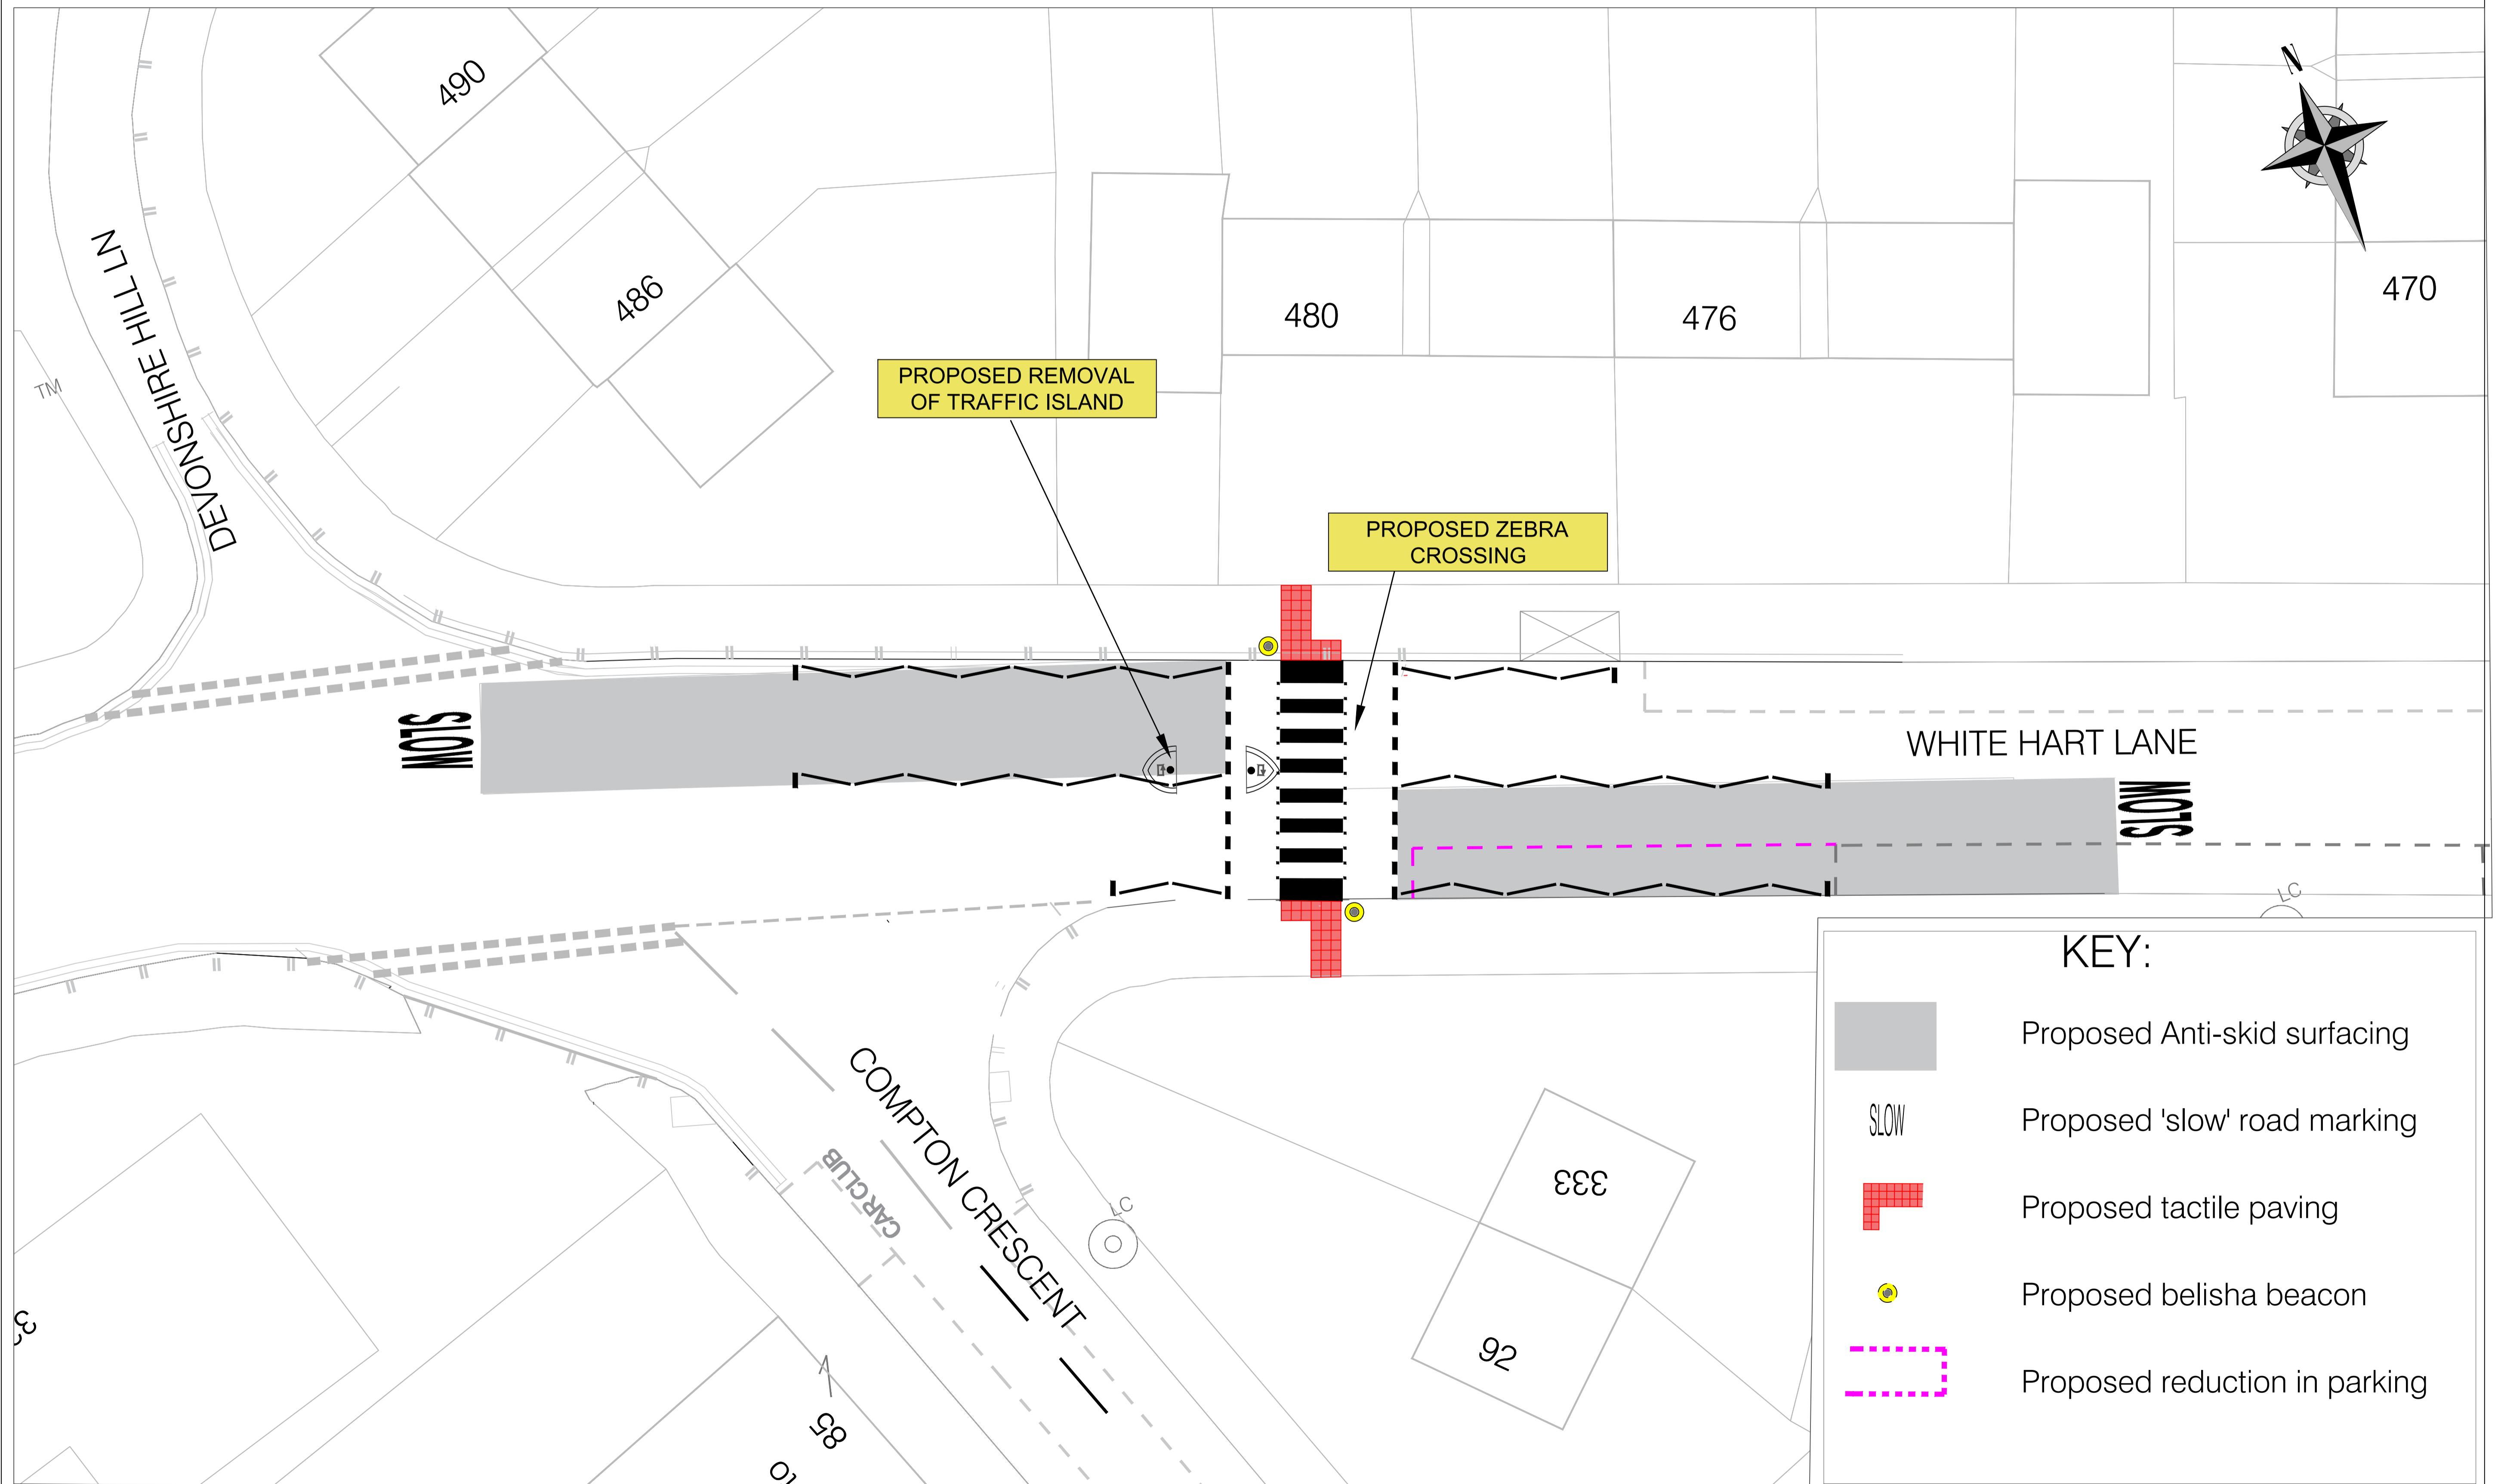 N
490
486
480
476
470
DEVONSHIRE HILL LN
TM
PROPOSED REMOVAL
OF TRAFFIC ISLAND
PROPOSED ZEBRA
CROSSING
SLOW
WHITE HART LANE
SLOW
LC
COMPTON CRESCENT
CARCLUB
LC
333
92
85
KEY:
Proposed Anti-skid surfacing
SLOW
Proposed 'slow' road marking
Proposed tactile paving
Proposed belisha beacon
Proposed reduction in parking